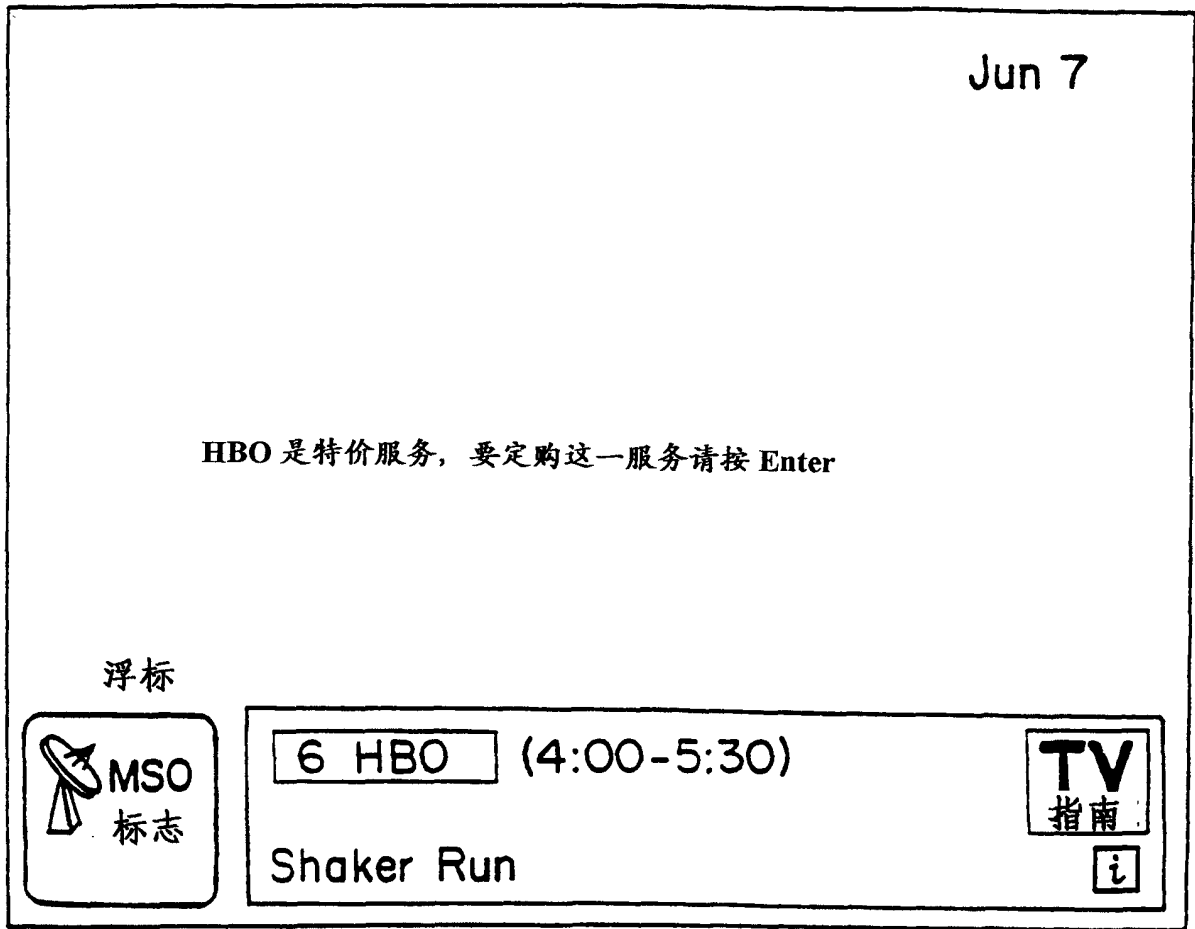 Jun 7
HBO 是特价服务，要定购这一服务请按 Enter
浮标
MSO
标志
6 HBO (4:00-5:30)
Shaker Run
TV
指南
i